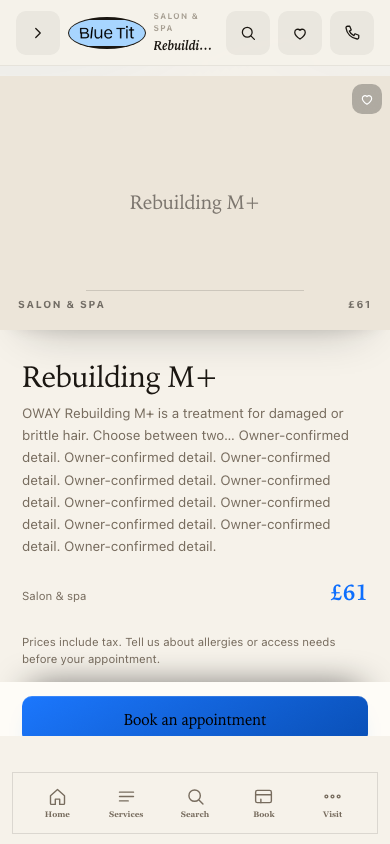 Blue Tit
SALON &
SPA
Rebuildi...
Rebuilding M+
SALON & SPA
£61
Rebuilding M+
OWAY Rebuilding M+ is a treatment for damaged or
brittle hair. Choose between two... Owner-confirmed
detail. Owner-confirmed detail. Owner-confirmed
detail. Owner-confirmed detail. Owner-confirmed
detail. Owner-confirmed detail. Owner-confirmed
detail. Owner-confirmed detail. Owner-confirmed
detail. Owner-confirmed detail.
Salon & spa
£61
Prices include tax. Tell us about allergies or access needs
before your appointment.
Book an appointment
Home
Services
Search
Book
Visit